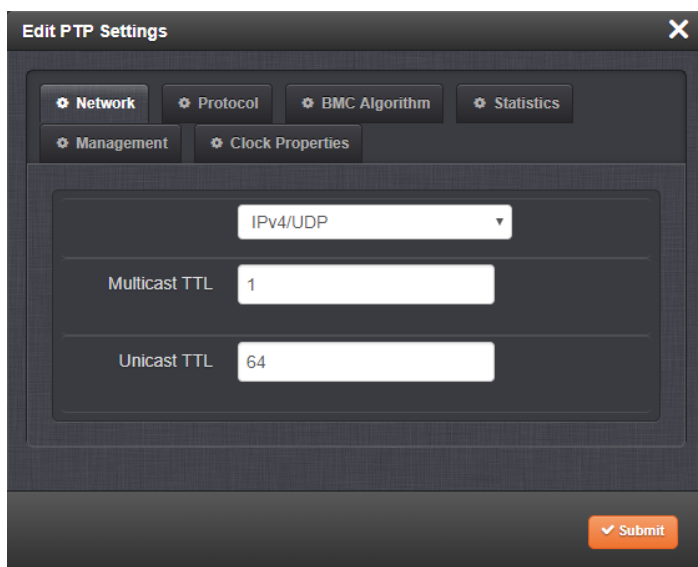 Edit PTP Settings
Network
Protocol
BMC Algorithm
Statistics
Management
Clock Properties
IPv4/UDP
Multicast TTL
1
Unicast TTL
64
Submit